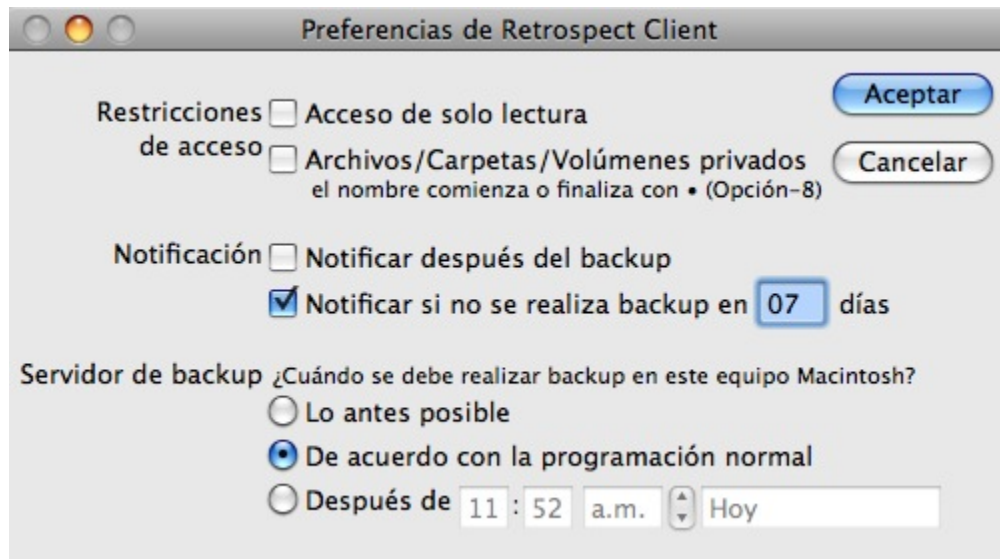 Preferencias de Retrospect Client
Restricciones de acceso
Acceso de solo lectura
Archivos/Carpetas/Volúmenes privados
el nombre comienza o finaliza con • (Opción-8)
Aceptar
Cancelar
Notificación
Notificar después del backup
Notificar si no se realiza backup en 07 días
Servidor de backup ¿Cuándo se debe realizar backup en este equipo Macintosh?
Lo antes posible
De acuerdo con la programación normal
Después de 11 : 52 a.m. Hoy